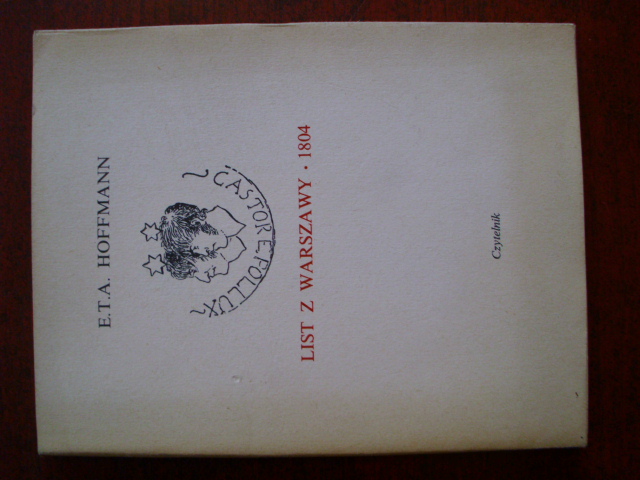 E.T.A. HOFFMANN
CASTOR E POLLUX
LIST Z WARSZAWY · 1804
Czytelnik